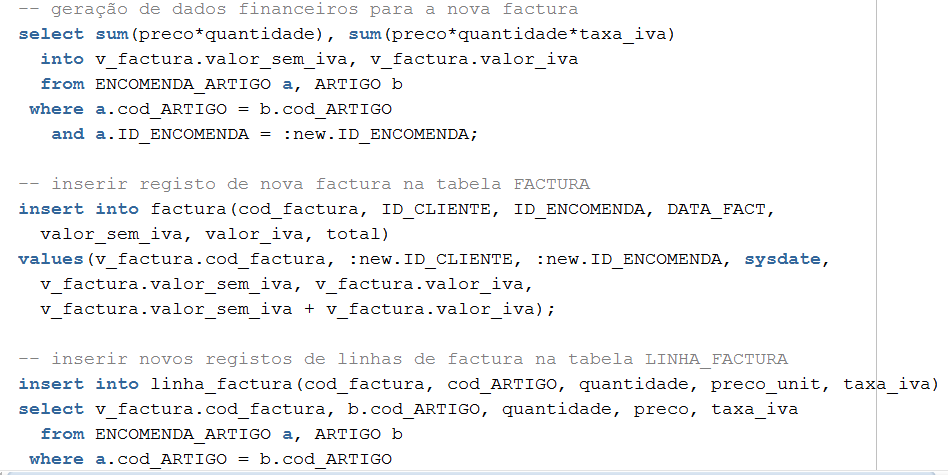 -- geração de dados financeiros para a nova factura
select sum(preco*quantidade), sum(preco*quantidade*taxa_iva)
into v_factura.valor_sem_iva, v_factura.valor_iva
from ENCOMENDA_ARTIGO a, ARTIGO b
where a.cod_ARTIGO = b.cod_ARTIGO
and a.ID_ENCOMENDA = :new.ID_ENCOMENDA;
-- inserir registo de nova factura na tabela FACTURA
insert into factura(cod_factura, ID_CLIENTE, ID_ENCOMENDA, DATA_FACT,
valor_sem_iva, valor_iva, total)
values(v_factura.cod_factura, :new.ID_CLIENTE, :new.ID_ENCOMENDA, sysdate,
v_factura.valor_sem_iva, v_factura.valor_iva,
v_factura.valor_sem_iva + v_factura.valor_iva);
-- inserir novos registos de linhas de factura na tabela LINHA_FACTURA
insert into linha_factura(cod_factura, cod_ARTIGO, quantidade, preco_unit, taxa_iva)
select v_factura.cod_factura, b.cod_ARTIGO, quantidade, preco, taxa_iva
from ENCOMENDA_ARTIGO a, ARTIGO b
where a.cod_ARTIGO = b.cod_ARTIGO